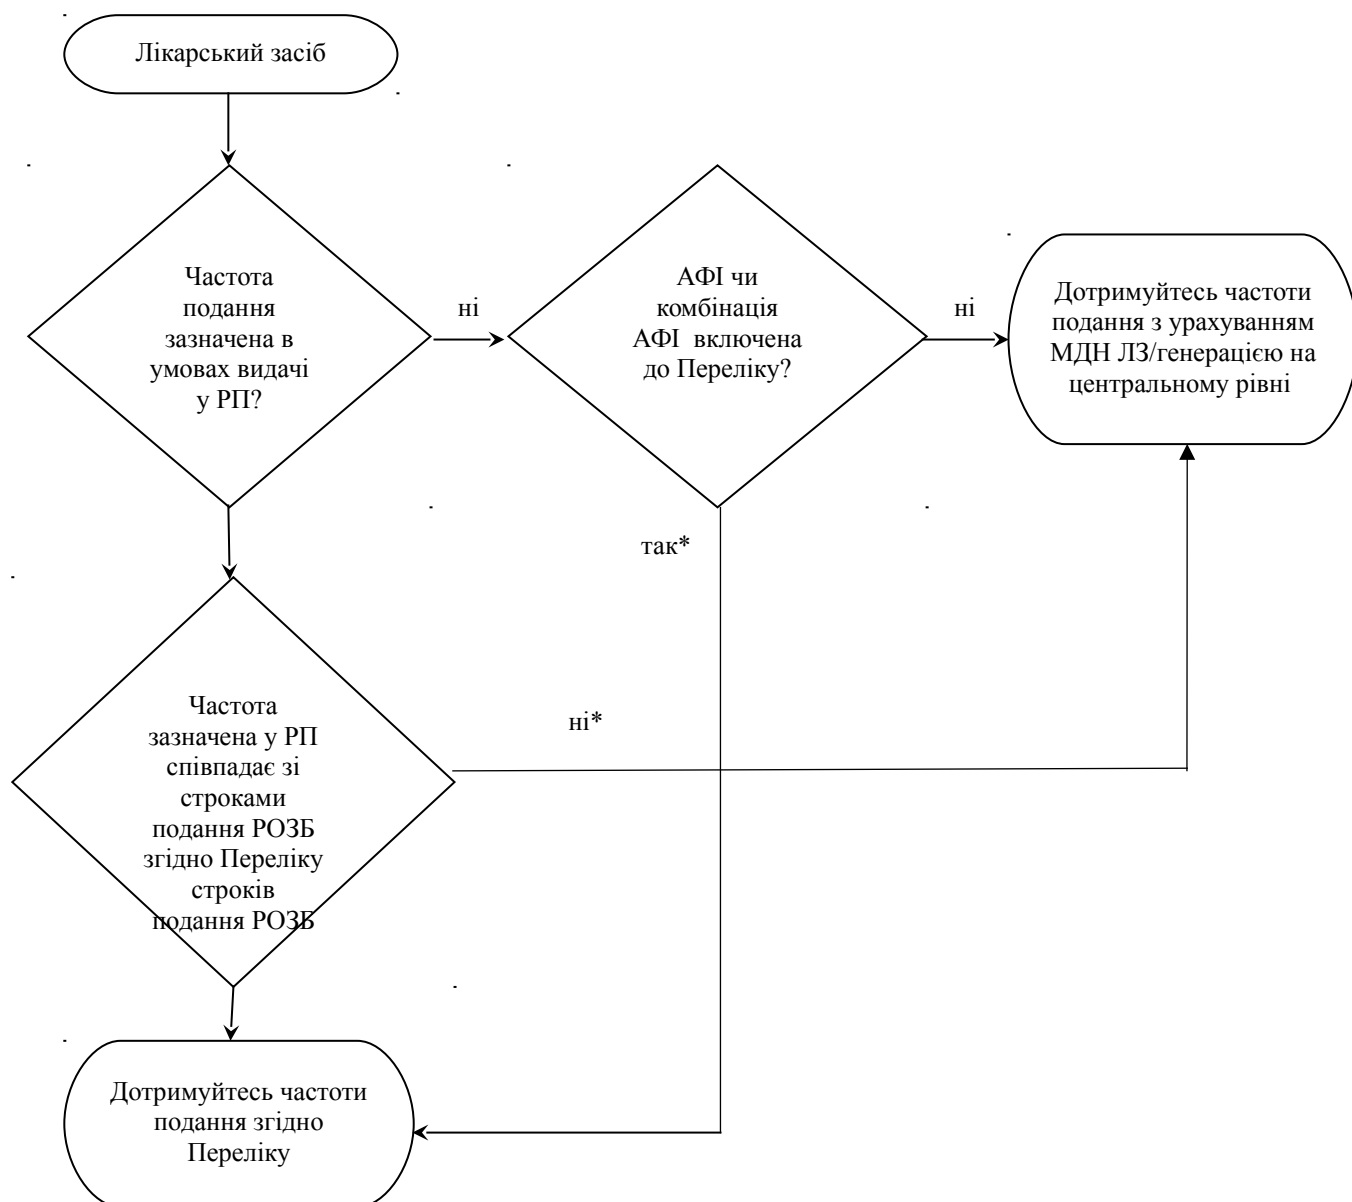 Лікарський засіб
Частота
подання
зазначена в
умовах видачі
у РП?
ні
АФІ чи
комбінація
АФІ включена
до Переліку?
ні
Дотримуйтесь частоти
подання з урахуванням
МДН ЛЗ/генерацією на
центральному рівні
так*
Частота
зазначена у РП
співпадає зі
строками
подання РОЗБ
згідно Переліку
строків
подання РОЗБ
ні*
Дотримуйтесь частоти
подання згідно
Переліку